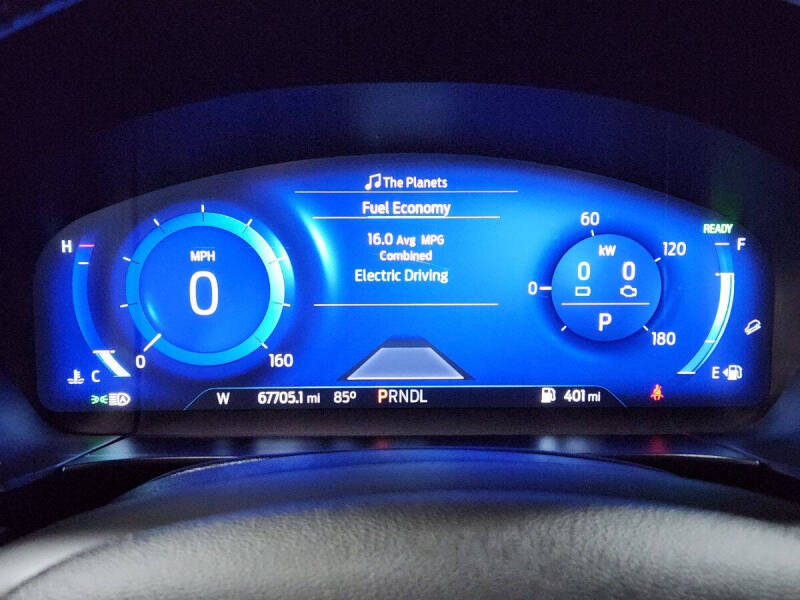 The Planets
Fuel Economy
16.0 Avg MPG
Combined
Electric Driving
H
C
MPH
0
0
160
0
60
120
180
kW
0 0
P
READY
F
E
W 67705.1 mi 85º PRNDL 401 mi